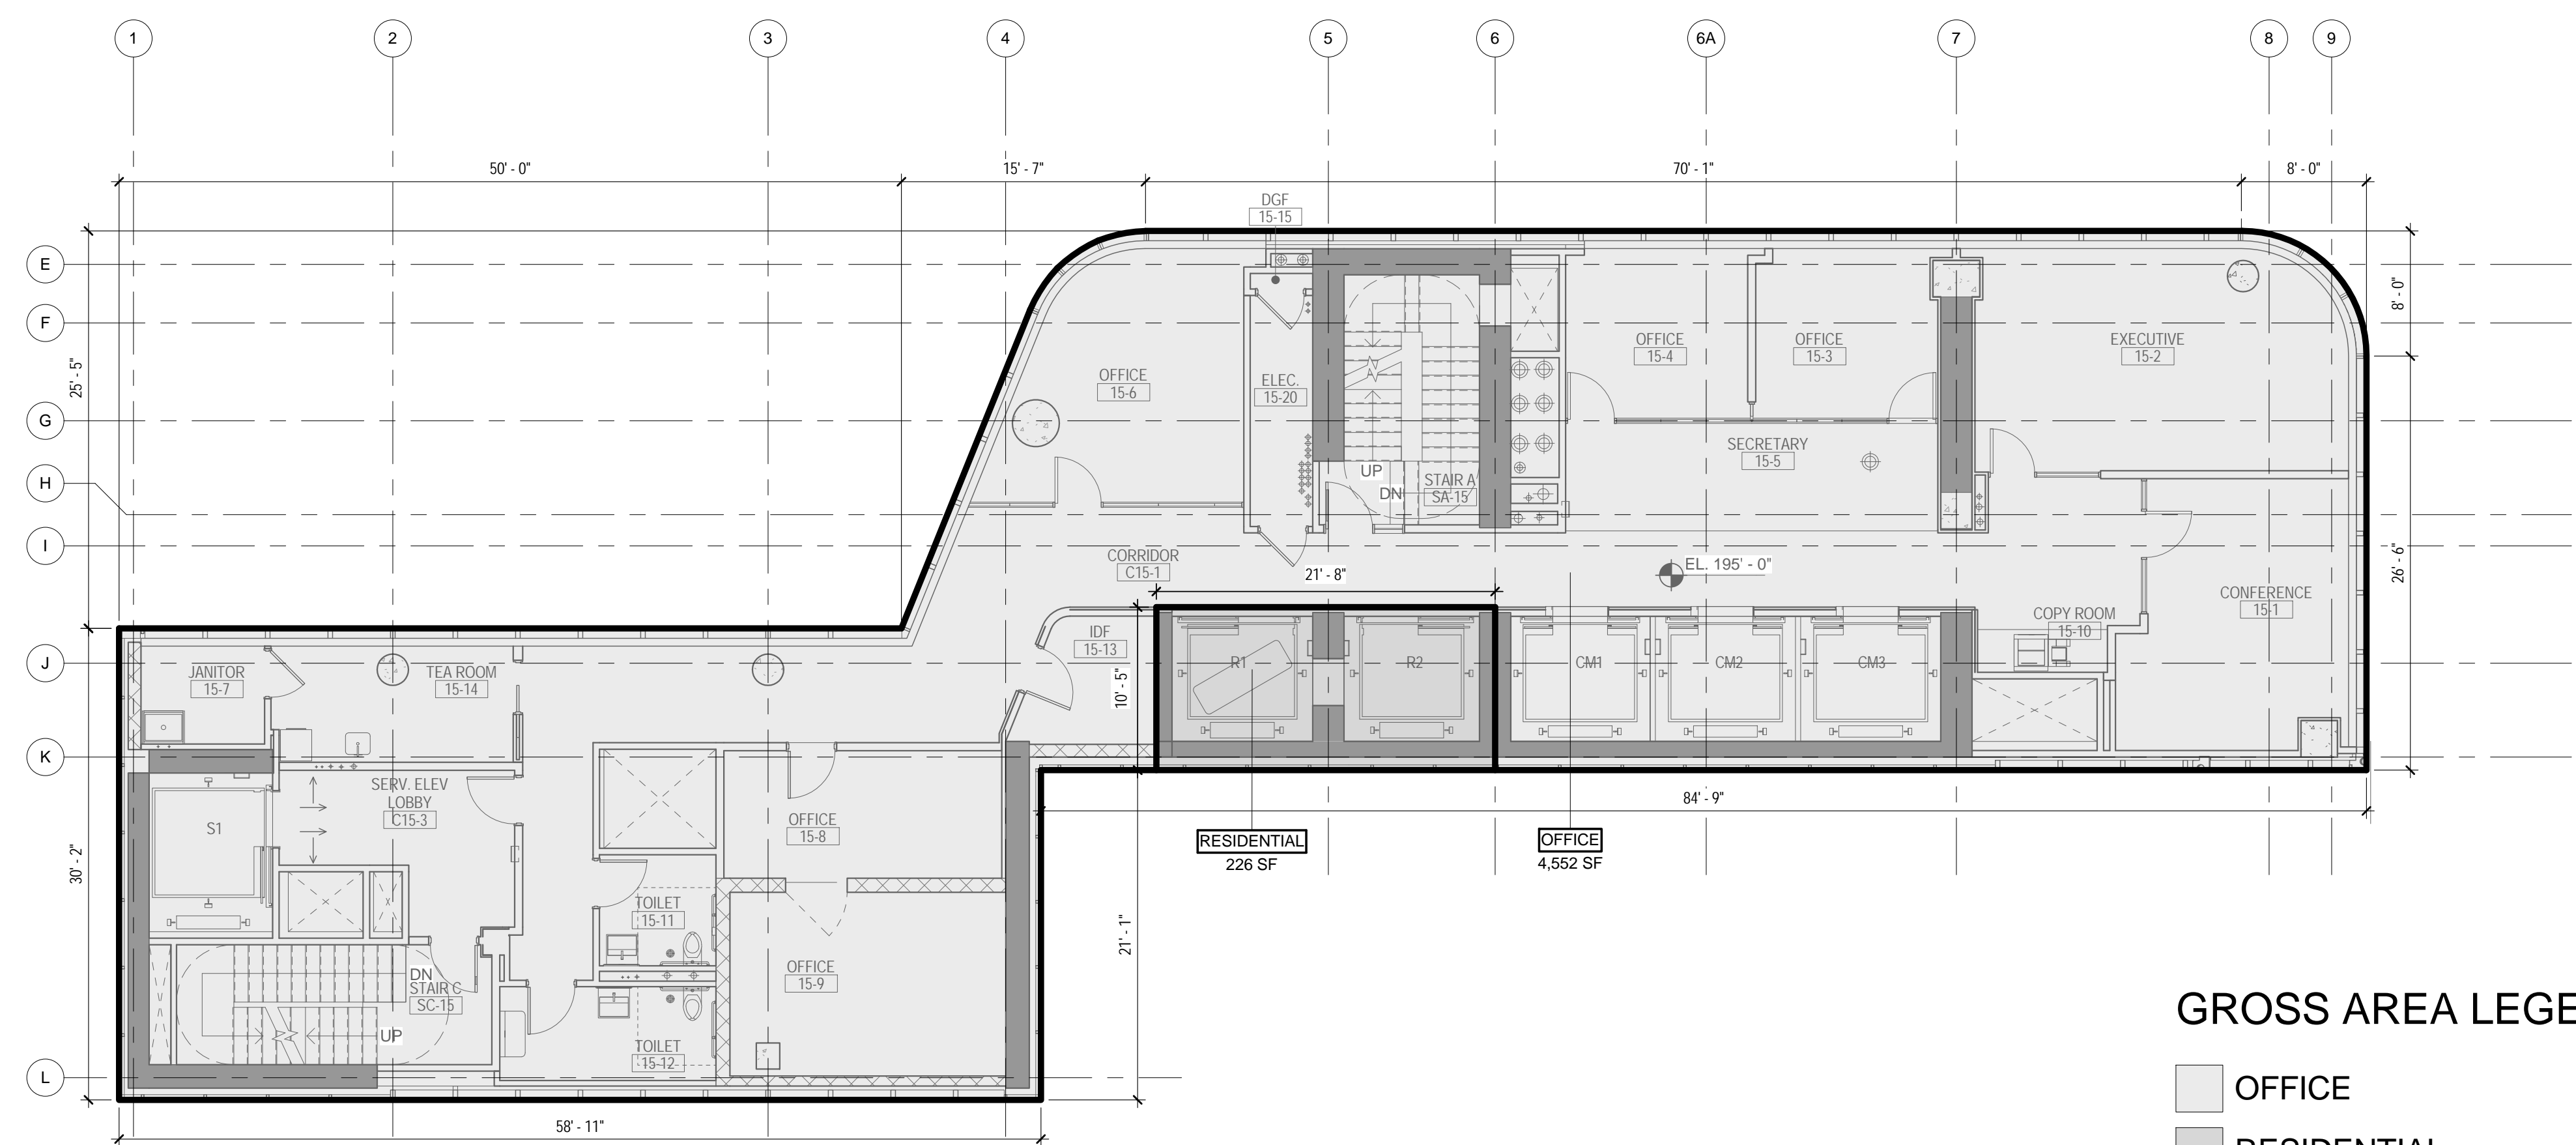 1 2 3 4 5 6 6A 7 8 9
50' - 0" 15' - 7" 70' - 1" 8' - 0"
DGF
15-15
E
F
G
H
I
J
K
L
25' - 5"
30' - 2"
8' - 0"
26' - 6"
OFFICE
15-6
ELEC.
15-20
UP
DN
STAIR A
SA-15
OFFICE
15-4
OFFICE
15-3
EXECUTIVE
15-2
SECRETARY
15-5
CORRIDOR
C15-1
21' - 8"
EL. 195' - 0"
CONFERENCE
15-1
COPY ROOM
15-10
IDF
15-13
10' - 5"
R1
R2
CM1
CM2
CM3
JANITOR
15-7
TEA ROOM
15-14
SERV. ELEV
LOBBY
C15-3
S1
OFFICE
15-8
84' - 9"
RESIDENTIAL
226 SF
OFFICE
4,552 SF
TOILET
15-11
OFFICE
15-9
21' - 1"
DN
STAIR C
SC-15
UP
TOILET
15-12
58' - 11"
GROSS AREA LEGE
OFFICE
RESIDENTIAL